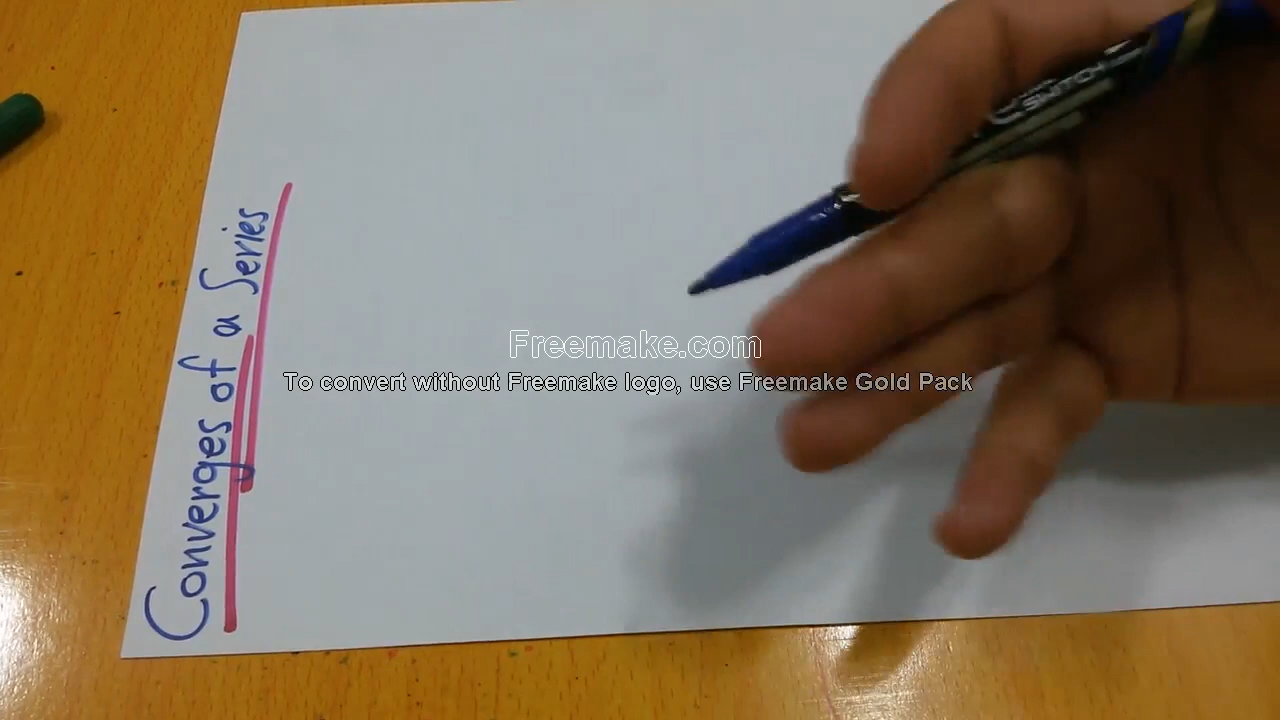 Converges of a Series
Freemake.com
To convert without Freemake logo, use Freemake Gold Pack